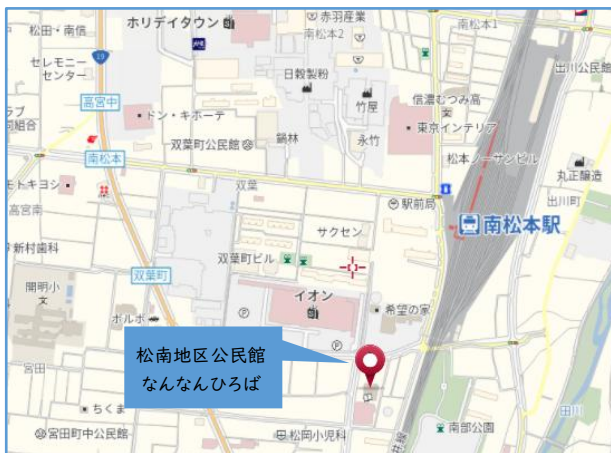 ホリデイタウン
赤羽産業
南松本2
南松本1
松田・南信
セレモニー
センター
19
日穀製粉
出川公民館
高宮中
ドン・キホーテ
竹屋
信濃むつみ高
東京インテリア
双葉町公民館
鍋林
永竹
松本ノーサンビル
丸正醸造
南松本
双葉
出川町
モトキヨシ
高宮南
駅前局
南松本駅
新村歯科
サクセン
双葉町ビル
開明小
双葉町
イオン
希望の家
ボルボ
松南地区公民館
なんなんひろば
宮田
ちくま
宮田町中公民館
松岡小児科
南部公園
田川